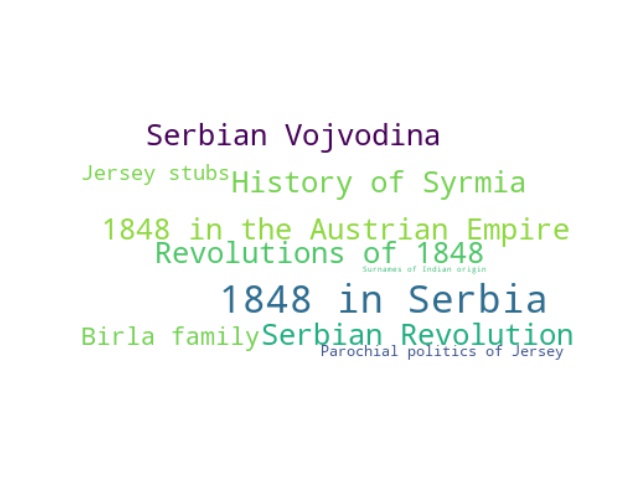 Serbian Vojvodina
Jersey stubs
History of Syrmia
1848 in the Austrian Empire
Revolutions of 1848
Surnames of Indian origin
1848 in Serbia
Birla family
Serbian Revolution
Parochial politics of Jersey